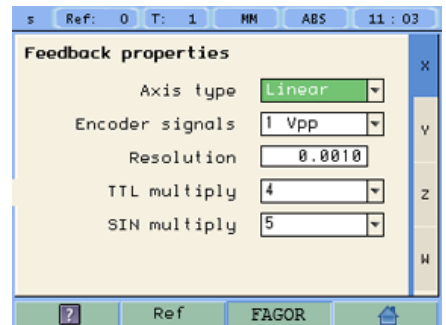 s Ref: 0 T: 1 MM ABS 11 : 03
Feedback properties
X
Axis type Linear
Encoder signals 1 Vpp
Y
Resolution 0.0010
TTL multiply 4
Z
SIN multiply 5
W
? Ref FAGOR